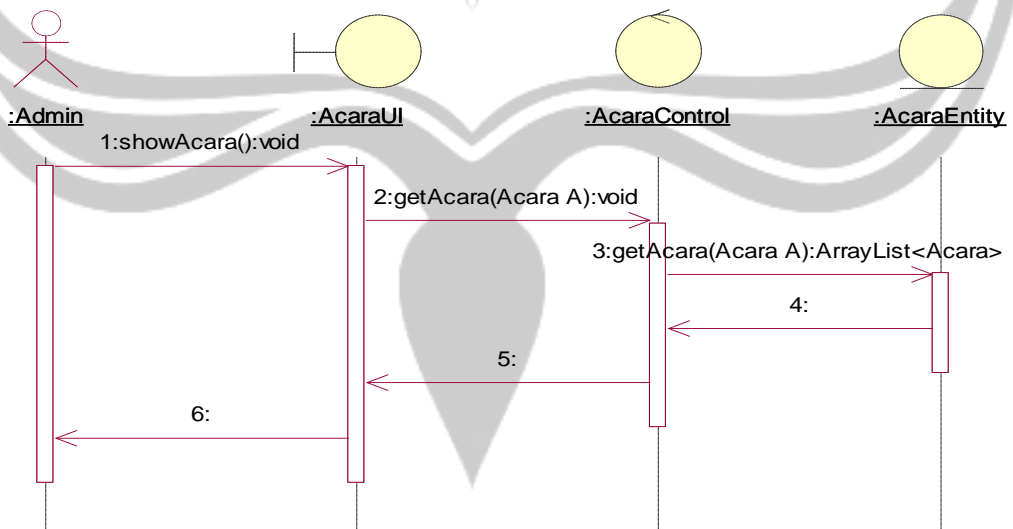 :Admin
:AcaraUI
:AcaraControl
:AcaraEntity
1:showAcara():void
2:getAcara(Acara A):void
3:getAcara(Acara A):ArrayList<Acara>
4:
5:
6: